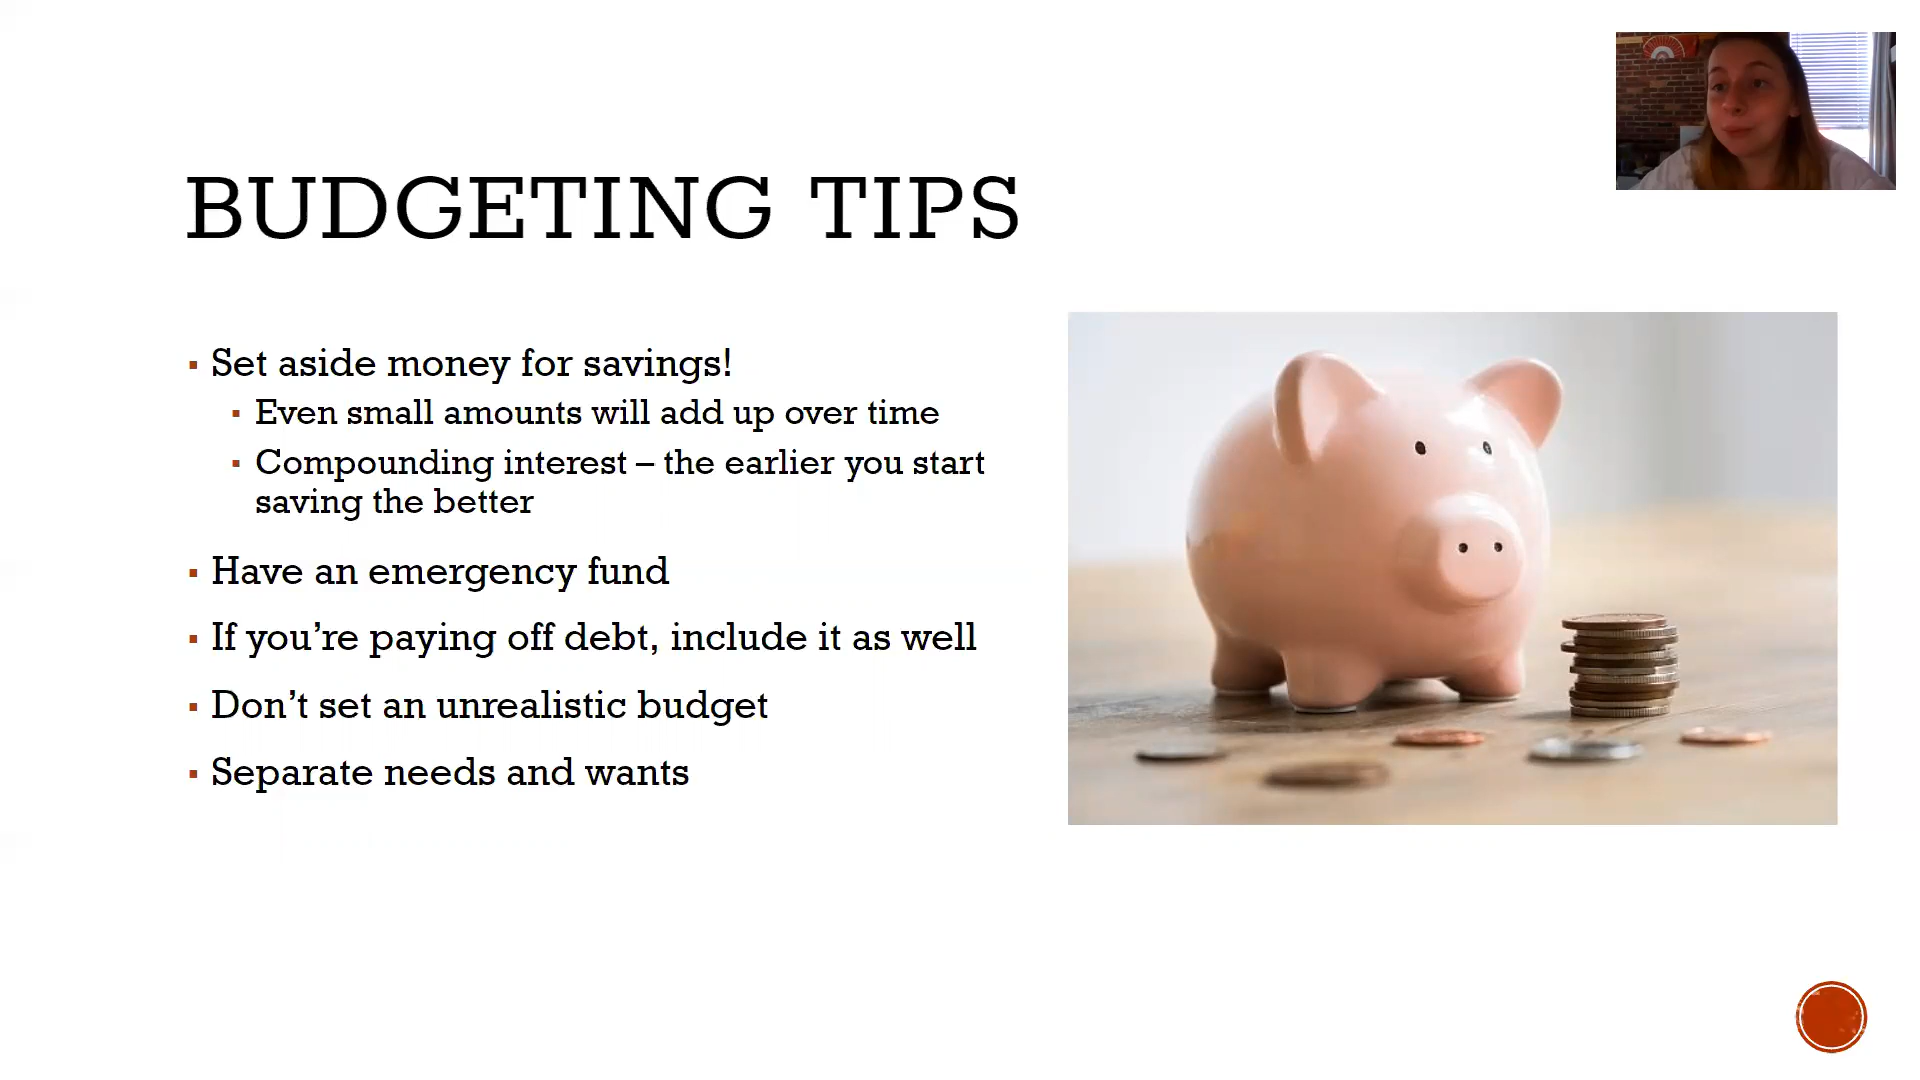 BUDGETING TIPS
▪ Set aside money for savings!
▪ Even small amounts will add up over time
▪ Compounding interest – the earlier you start
saving the better
▪ Have an emergency fund
▪ If you’re paying off debt, include it as well
▪ Don’t set an unrealistic budget
▪ Separate needs and wants